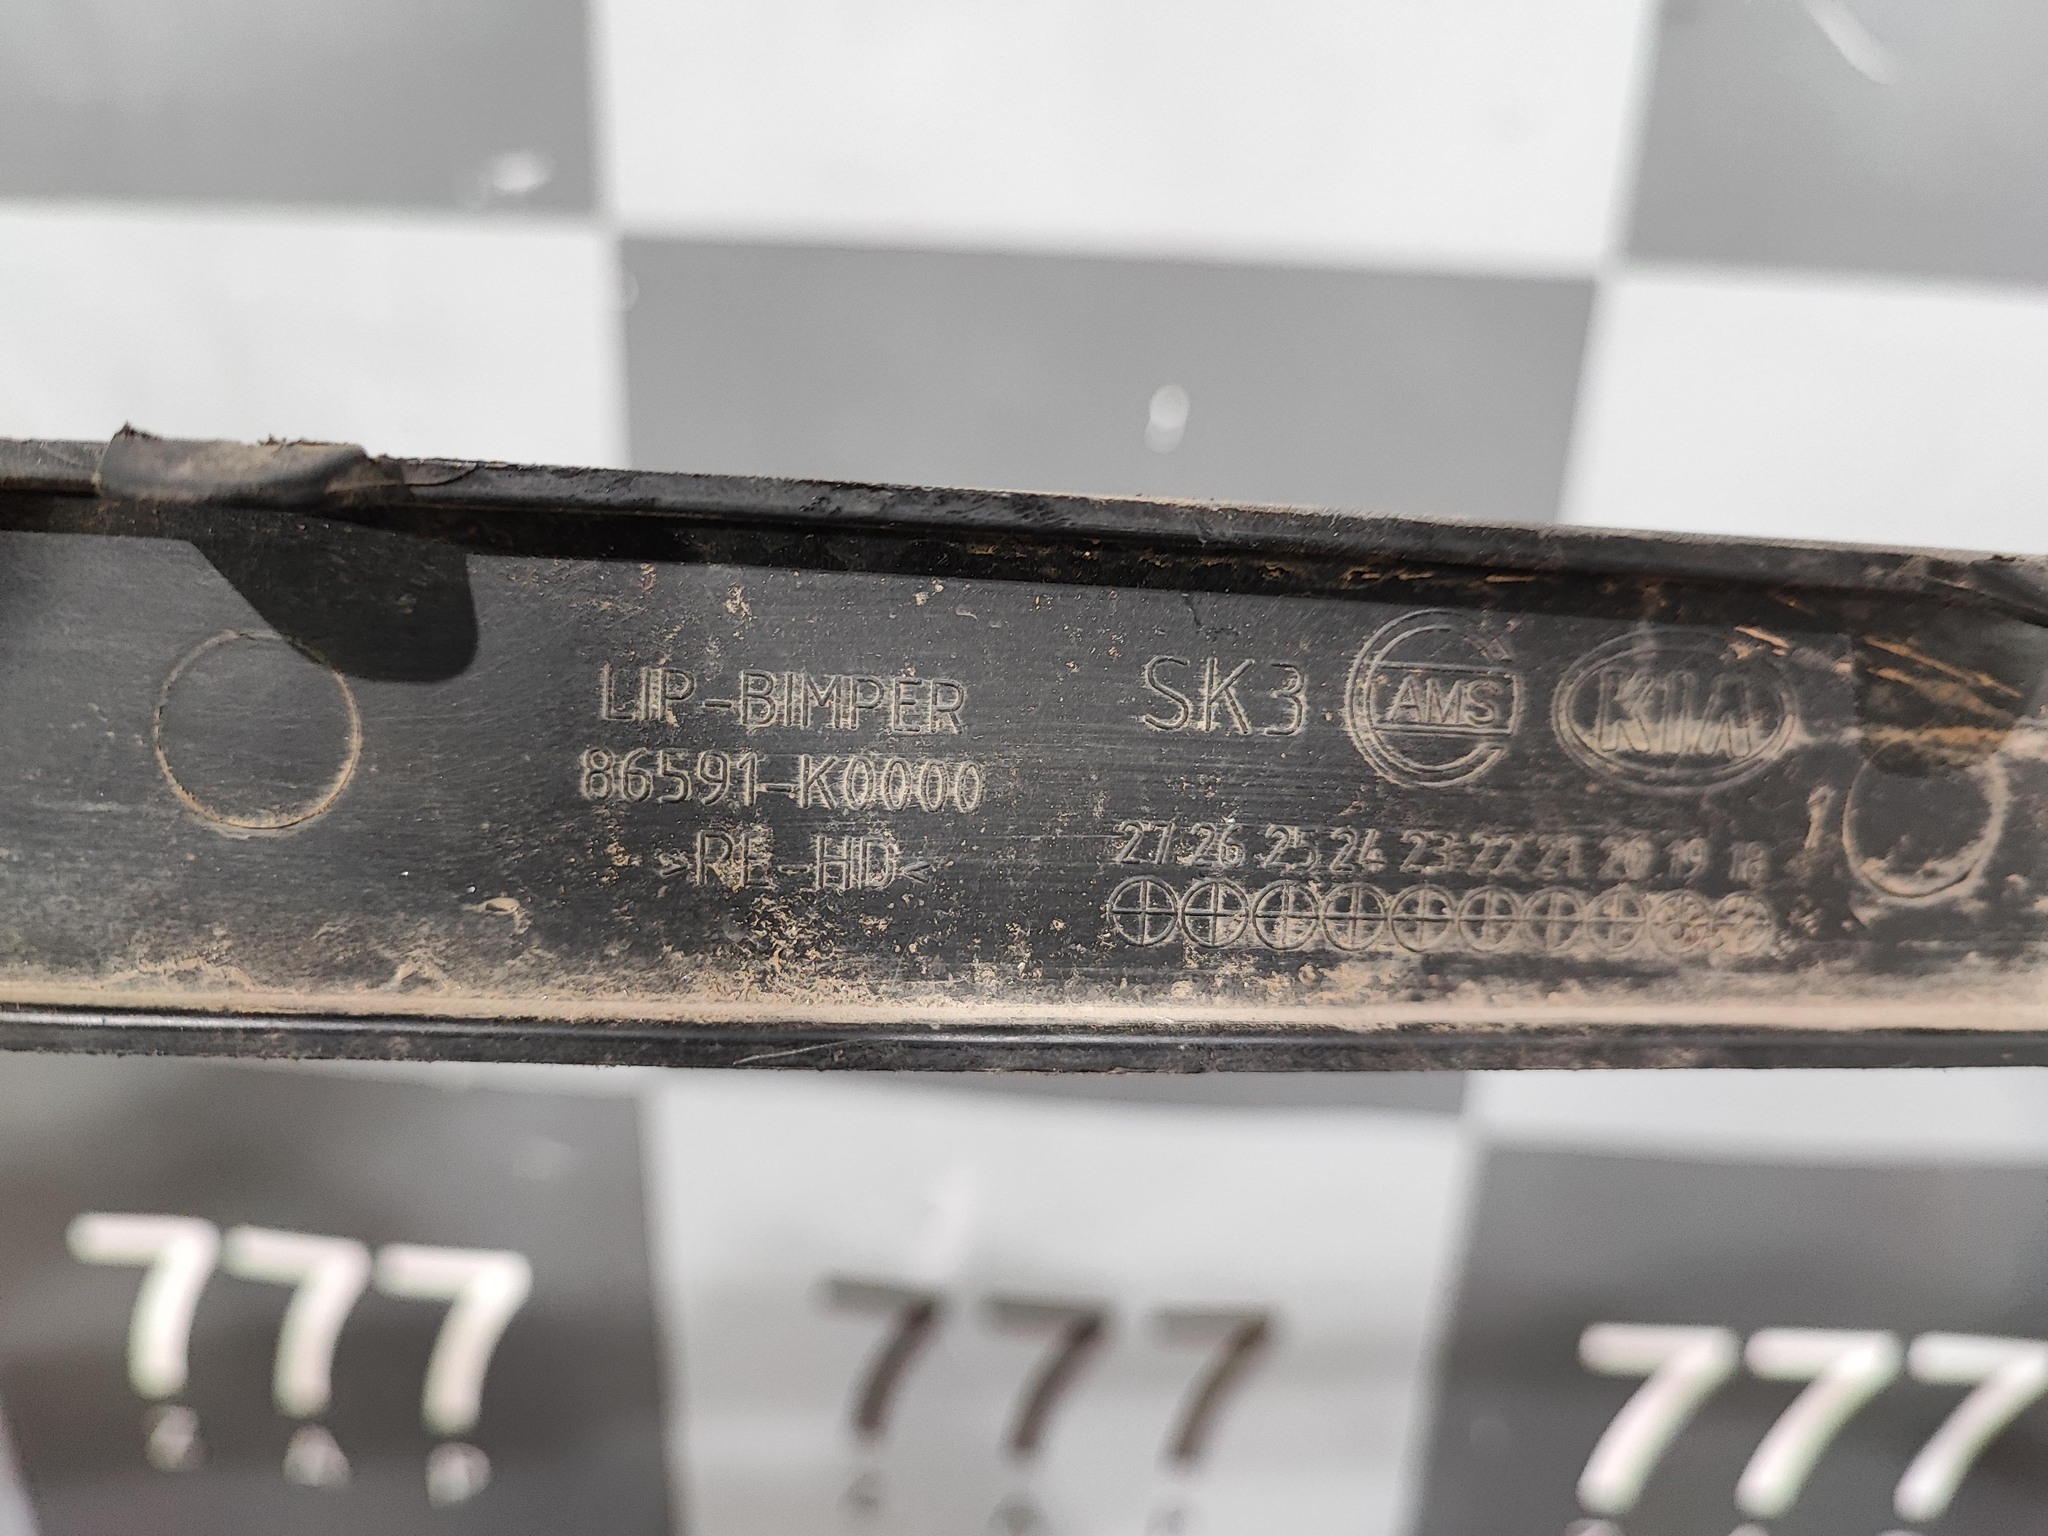 LIP-BIMPER
86591-K0000
>RE-HD<
SK3
AMS
KIA
27 26 25 24 23 22 21 20 19 18
777
777
777